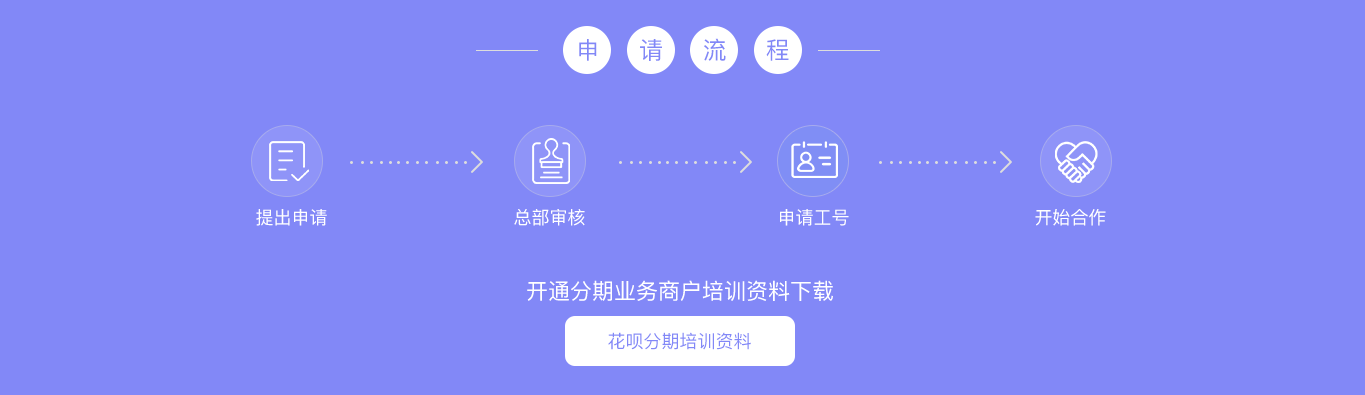 申请流程
提出申请
总部审核
申请工号
开始合作
开通分期业务商户培训资料下载
花呗分期培训资料